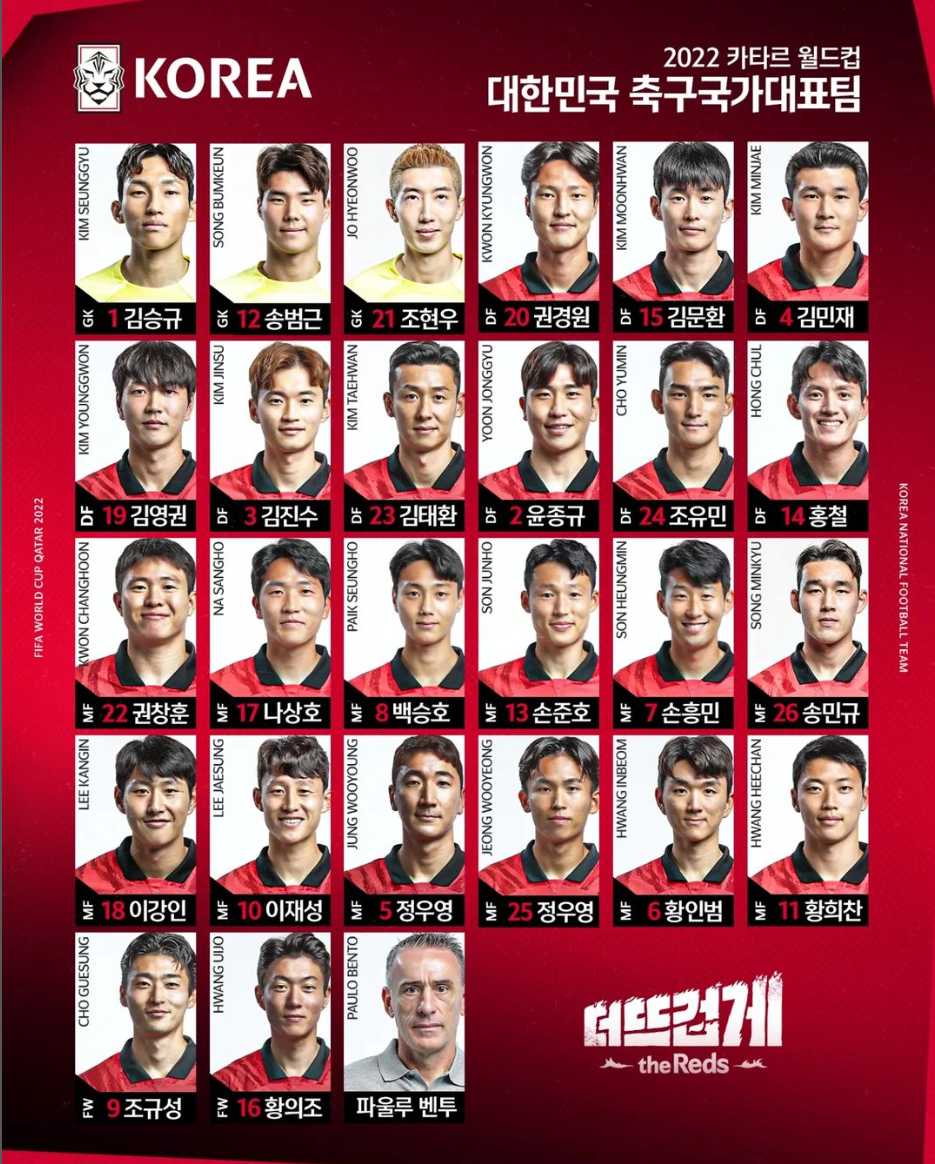 KOREA
2022 카타르 월드컵
대한민국 축구국가대표팀
KIM SEUNGGYU
GK 1 김승규
SONG BUMKEUN
GK 12 송범근
JO HYEONWOO
GK 21 조현우
KWON KYUNGWON
DF 20 권경원
KIM MOONHWAN
DF 15 김문환
KIM MINJAE
DF 4 김민재
KIM YOUNGGWON
DF 19 김영권
KIM JINSU
DF 3 김진수
KIM TAEHWAN
DF 23 김태환
YOON JONGGYU
DF 2 윤종규
CHO YUMIN
DF 24 조유민
HONG CHUL
DF 14 홍철
KWON CHANGHOON
MF 22 권창훈
NA SANGHO
MF 17 나상호
PAIK SEUNGHO
MF 8 백승호
SON JUNHO
MF 13 손준호
SON HEUNGMIN
MF 7 손흥민
SONG MINKYU
MF 26 송민규
LEE KANGIN
MF 18 이강인
LEE JAESUNG
MF 10 이재성
JUNG WOOYOUNG
MF 5 정우영
JEONG WOOYEONG
MF 25 정우영
HWANG INBEOM
MF 6 황인범
HWANG HEECHAN
MF 11 황희찬
CHO GUESUNG
FW 9 조규성
HWANG UIJO
FW 16 황의조
PAULO BENTO
파울루 벤투
더뜨겁게
theReds
FIFA WORLD CUP QATAR 2022
KOREA NATIONAL FOOTBALL TEAM